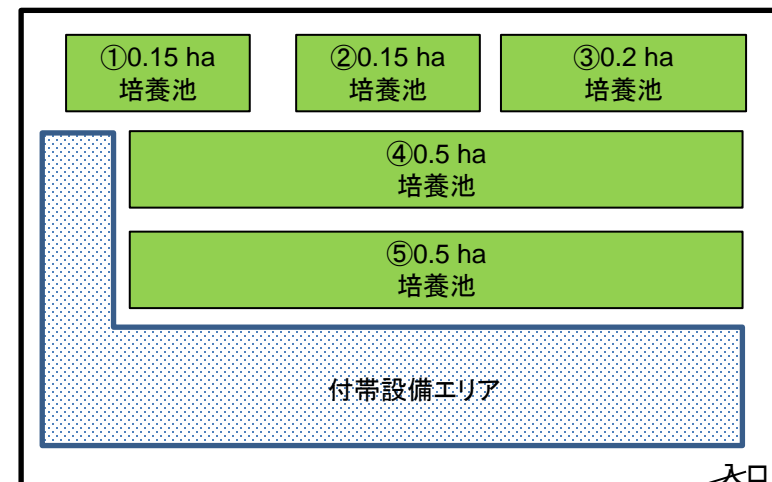 ①0.15 ha
培養池
②0.15 ha
培養池
③0.2 ha
培養池
④0.5 ha
培養池
⑤0.5 ha
培養池
付帯設備エリア
入口